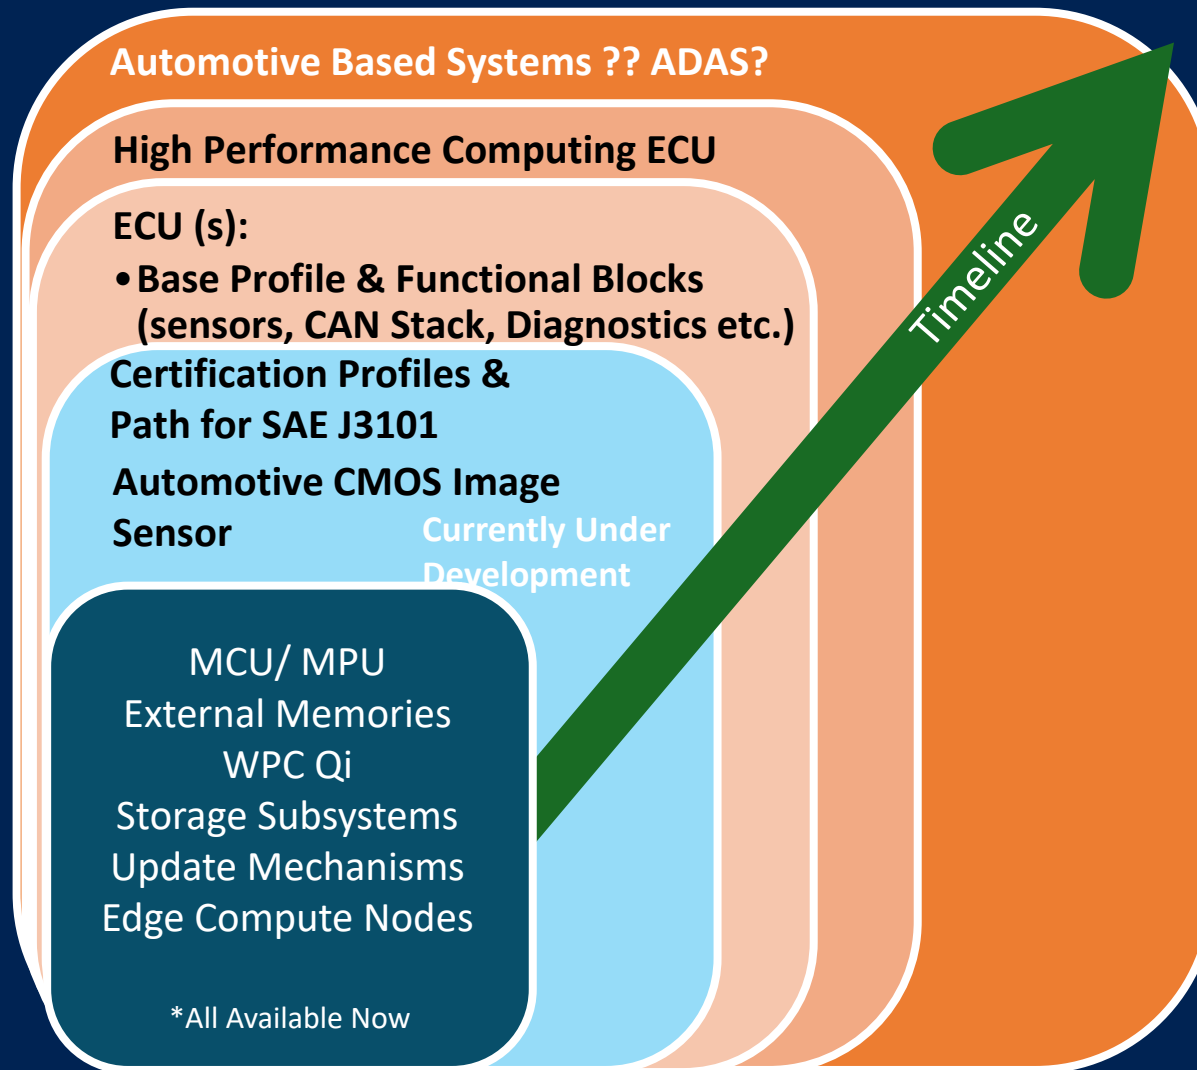 Automotive Based Systems ?? ADAS?
High Performance Computing ECU
ECU (s):
•Base Profile & Functional Blocks
(sensors, CAN Stack, Diagnostics etc.)
Certification Profiles &
Path for SAE J3101
Automotive CMOS Image
Sensor
Currently Under
Development
Timeline
MCU/ MPU
External Memories
WPC Qi
Storage Subsystems
Update Mechanisms
Edge Compute Nodes
*All Available Now